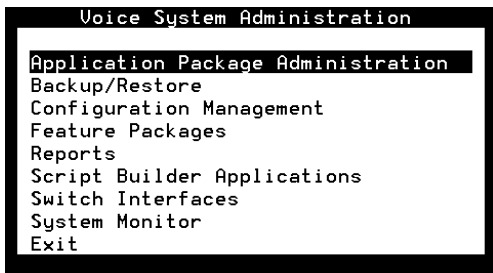 Voice System Administration
Application Package Administration
Backup/Restore
Configuration Management
Feature Packages
Reports
Script Builder Applications
Switch Interfaces
System Monitor
Exit